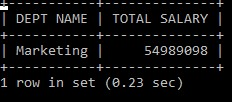 +-----------+--------------+
| DEPT NAME | TOTAL SALARY |
+-----------+--------------+
| Marketing |     54989098 |
+-----------+--------------+
1 row in set (0.23 sec)